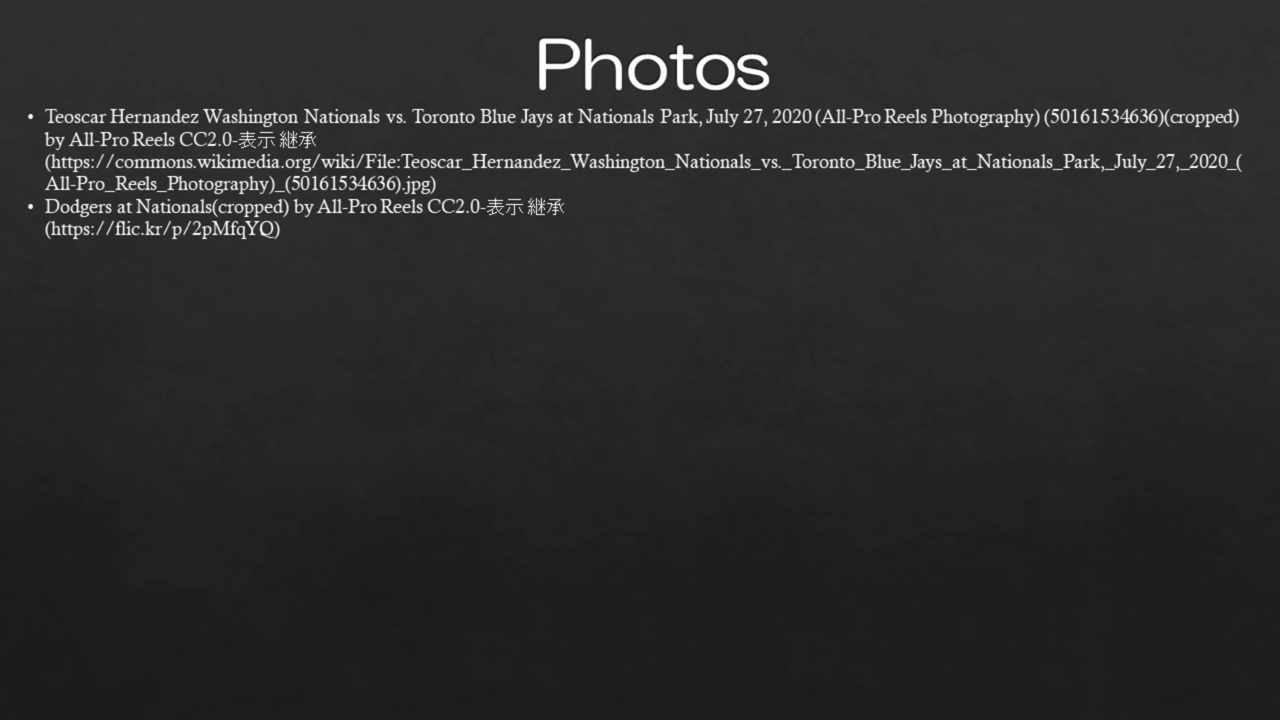 Photos
• Teoscar Hernandez Washington Nationals vs. Toronto Blue Jays at Nationals Park, July 27, 2020 (All-Pro Reels Photography) (50161534636)(cropped)
by All-Pro Reels CC2.0-表示 継承
(https://commons.wikimedia.org/wiki/File:Teoscar_Hernandez_Washington_Nationals_vs._Toronto_Blue_Jays_at_Nationals_Park,_July_27,_2020_(
All-Pro_Reels_Photography)_(50161534636).jpg)
• Dodgers at Nationals(cropped) by All-Pro Reels CC2.0-表示 継承
(https://flic.kr/p/2pMfqYQ)